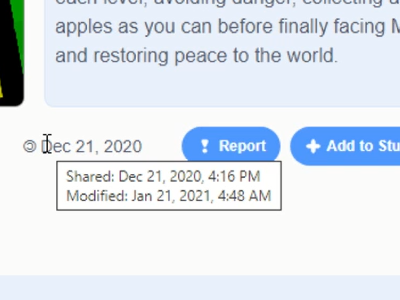 each level, avoiding danger, collecting a
apples as you can before finally facing M
and restoring peace to the world.
© Dec 21, 2020
Report
Add to Stu
Shared: Dec 21, 2020, 4:16 PM
Modified: Jan 21, 2021, 4:48 AM